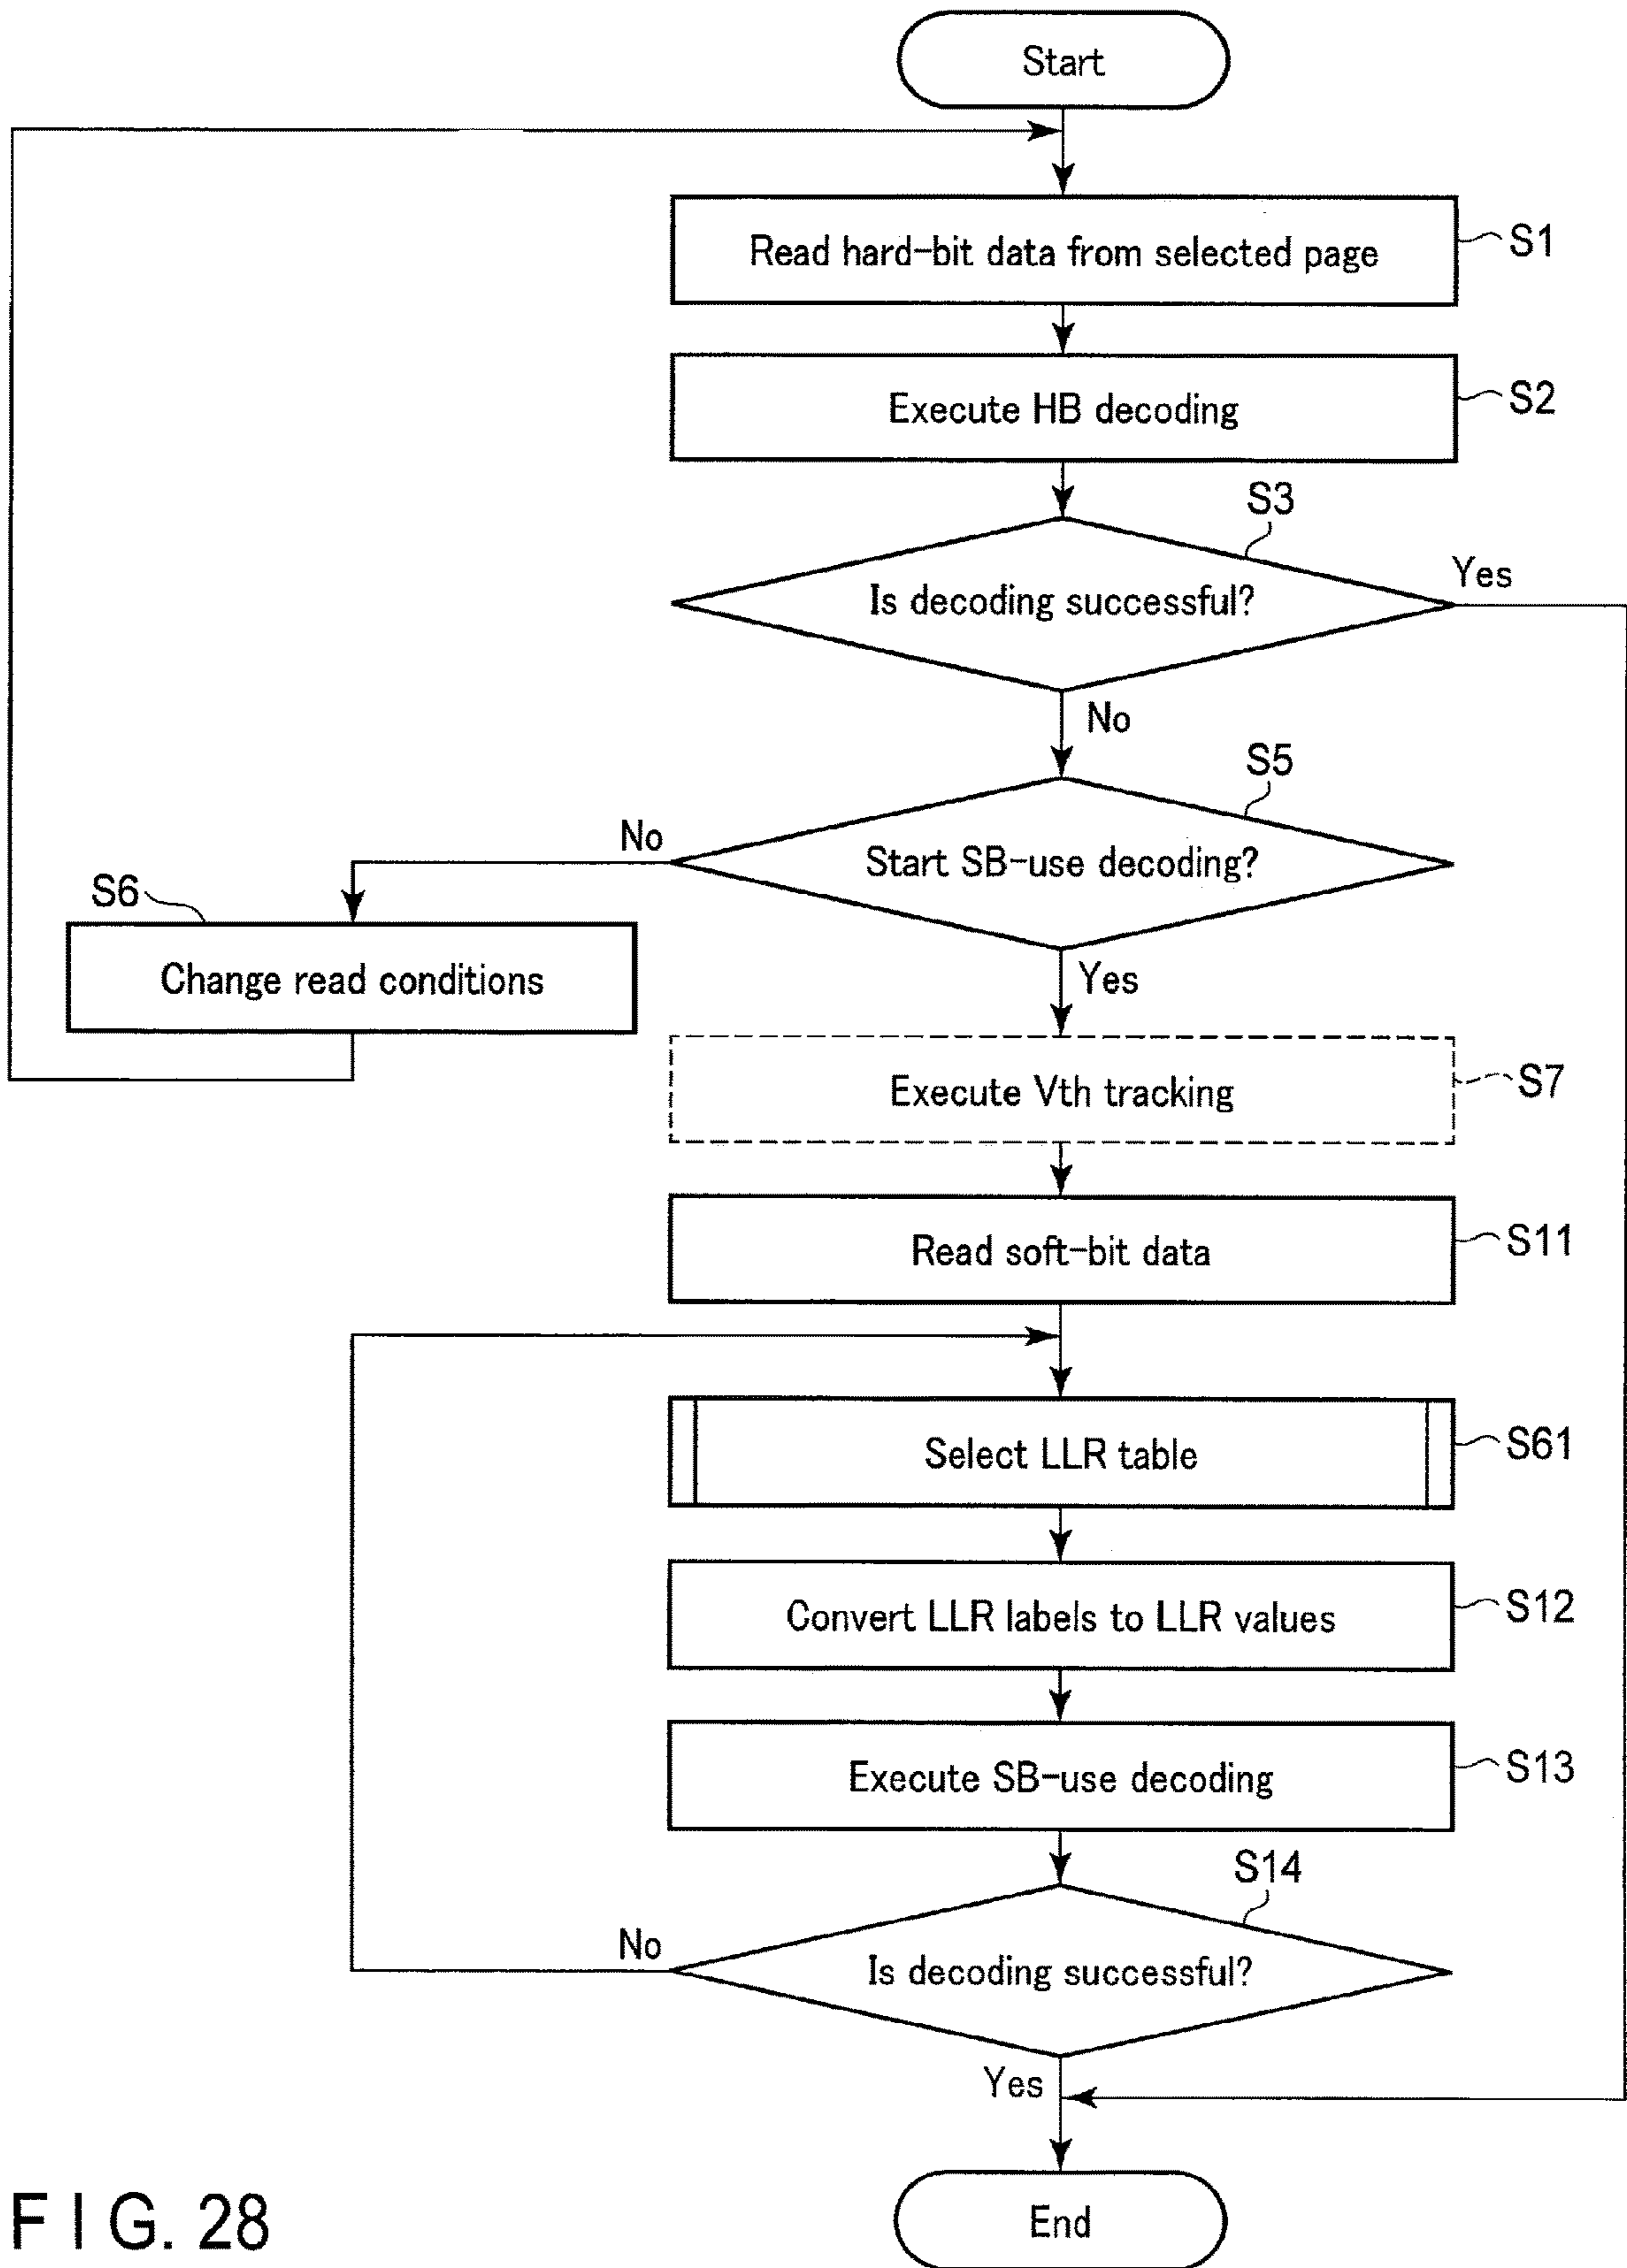 Start
Read hard-bit data from selected page
S1
Execute HB decoding
S2
S3
Is decoding successful?
Yes
No
S5
No
Start SB-use decoding?
S6
Change read conditions
Yes
Execute Vth tracking
S7
Read soft-bit data
S11
Select LLR table
S61
Convert LLR labels to LLR values
S12
Execute SB-use decoding
S13
S14
No
Is decoding successful?
Yes
End
FIG. 28